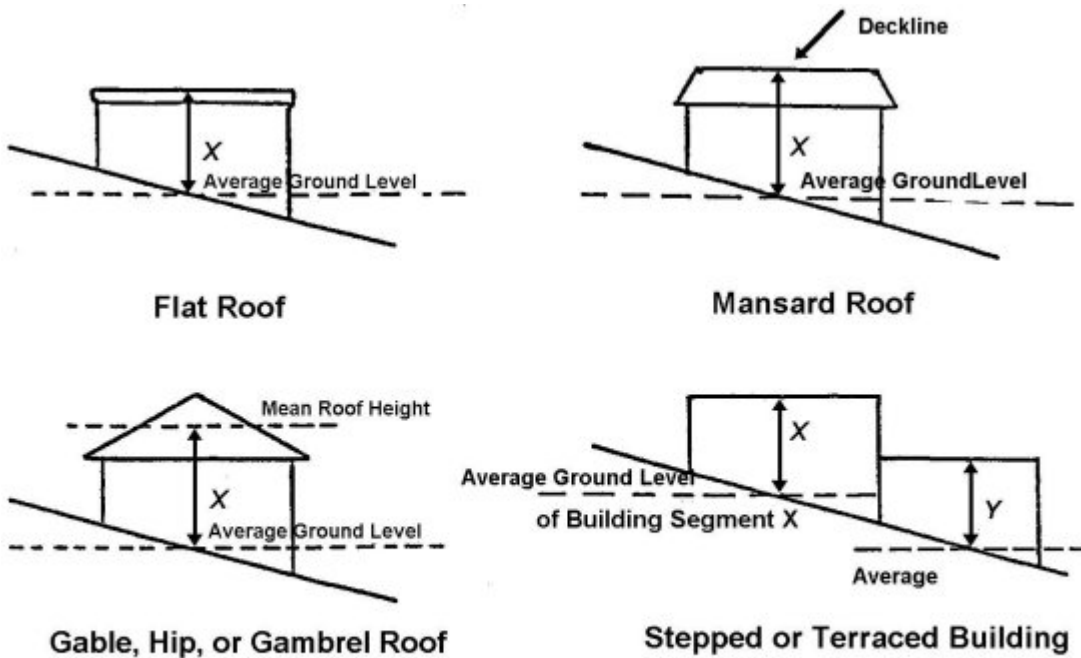 Deckline
X
Average Ground Level
Flat Roof
X
Average GroundLevel
Mansard Roof
Mean Roof Height
X
Average Ground Level
Gable, Hip, or Gambrel Roof
X
Average Ground Level
of Building Segment X
Y
Average
Stepped or Terraced Building